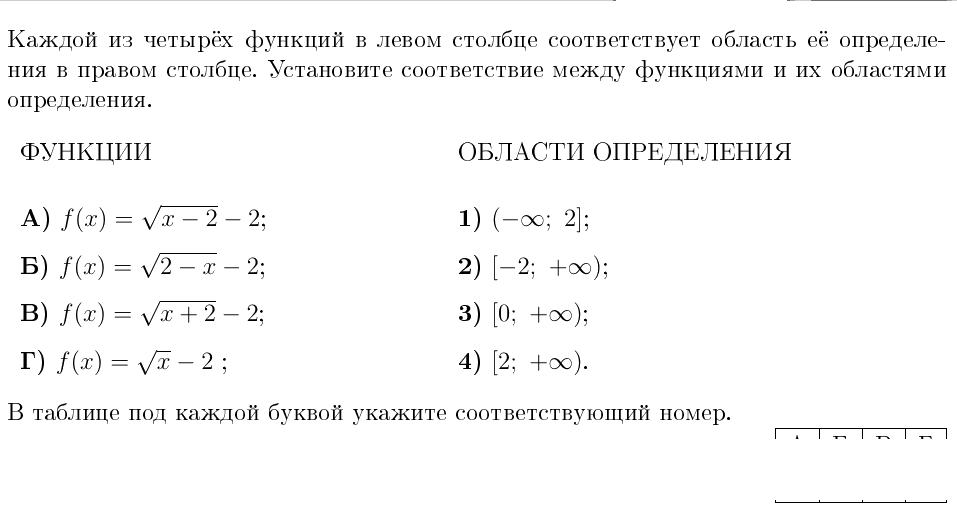 Каждой из четырёх функций в левом столбце соответствует область её определе-
ния в правом столбце. Установите соответствие между функциями и их областями
определения.
ФУНКЦИИ
ОБЛАСТИ ОПРЕДЕЛЕНИЯ
А) f(x) = √(x − 2) − 2;
1) (−∞; 2];
Б) f(x) = √(2 − x) − 2;
2) [−2; +∞);
В) f(x) = √(x + 2) − 2;
3) [0; +∞);
Г) f(x) = √x − 2 ;
4) [2; +∞).
В таблице под каждой буквой укажите соответствующий номер.